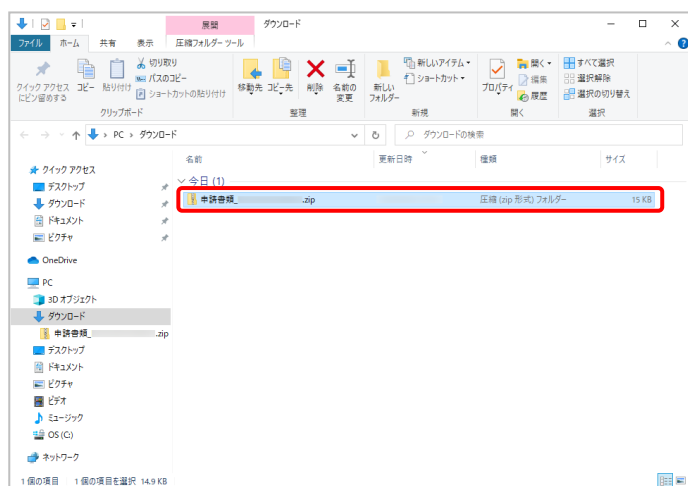 展開 ダウンロード
ファイル ホーム 共有 表示 圧縮フォルダー ツール
クイック アクセス
にピン留めする
コピー
貼り付け
切り取り
パスのコピー
ショートカットの貼り付け
クリップボード
移動先 コピー先 削除 名前の
変更
整理
新しい
フォルダー
新しいアイテム
ショートカット
新規
プロパティ
開く
編集
履歴
開く
すべて選択
選択解除
選択の切り替え
選択
PC › ダウンロード
ダウンロードの検索
名前 更新日時 種類 サイズ
今日 (1)
申請書類_ .zip 圧縮 (zip 形式) フォルダー 15 KB
クイック アクセス
デスクトップ
ダウンロード
ドキュメント
ピクチャ
OneDrive
PC
3D オブジェクト
ダウンロード
申請書類_ .zip
デスクトップ
ドキュメント
ピクチャ
ビデオ
ミュージック
OS (C:)
ネットワーク
1 個の項目 1 個の項目を選択 14.9 KB